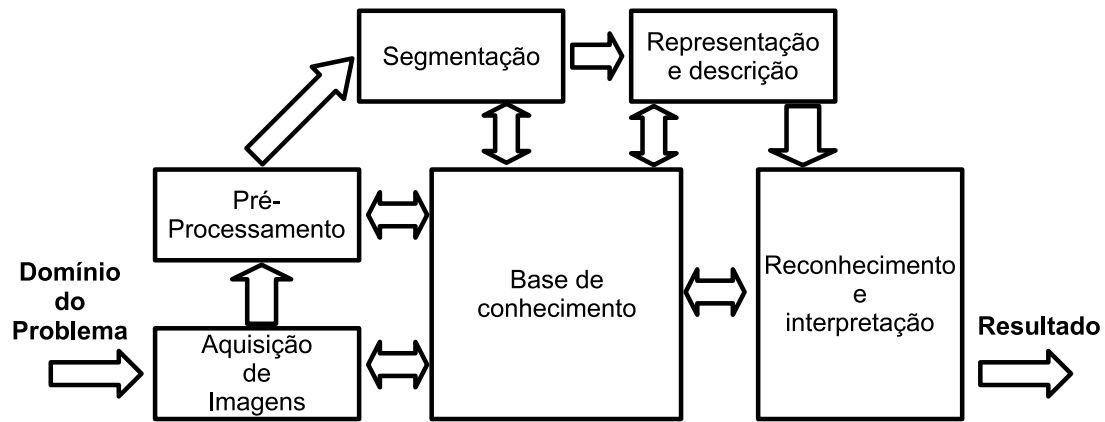 Segmentação
Representação
e descrição
Pré-
Processamento
Domínio
do
Problema
Base de
conhecimento
Reconhecimento
e
interpretação
Resultado
Aquisição
de
Imagens